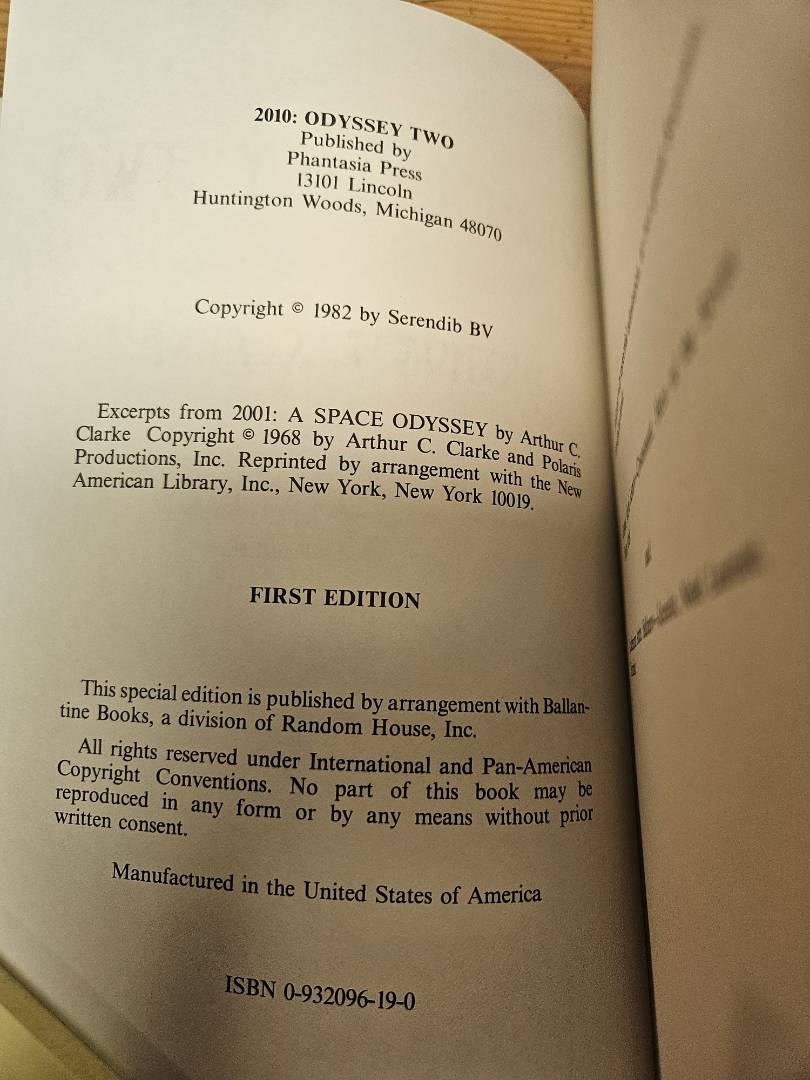 2010: ODYSSEY TWO
Published by
Phantasia Press
13101 Lincoln
Huntington Woods, Michigan 48070
Copyright © 1982 by Serendib BV
Excerpts from 2001: A SPACE ODYSSEY by Arthur C.
Clarke Copyright © 1968 by Arthur C. Clarke and Polaris
Productions, Inc. Reprinted by arrangement with the New
American Library, Inc., New York, New York 10019.
FIRST EDITION
This special edition is published by arrangement with Ballan-
tine Books, a division of Random House, Inc.
All rights reserved under International and Pan-American
Copyright Conventions. No part of this book may be
reproduced in any form or by any means without prior
written consent.
Manufactured in the United States of America
ISBN 0-932096-19-0